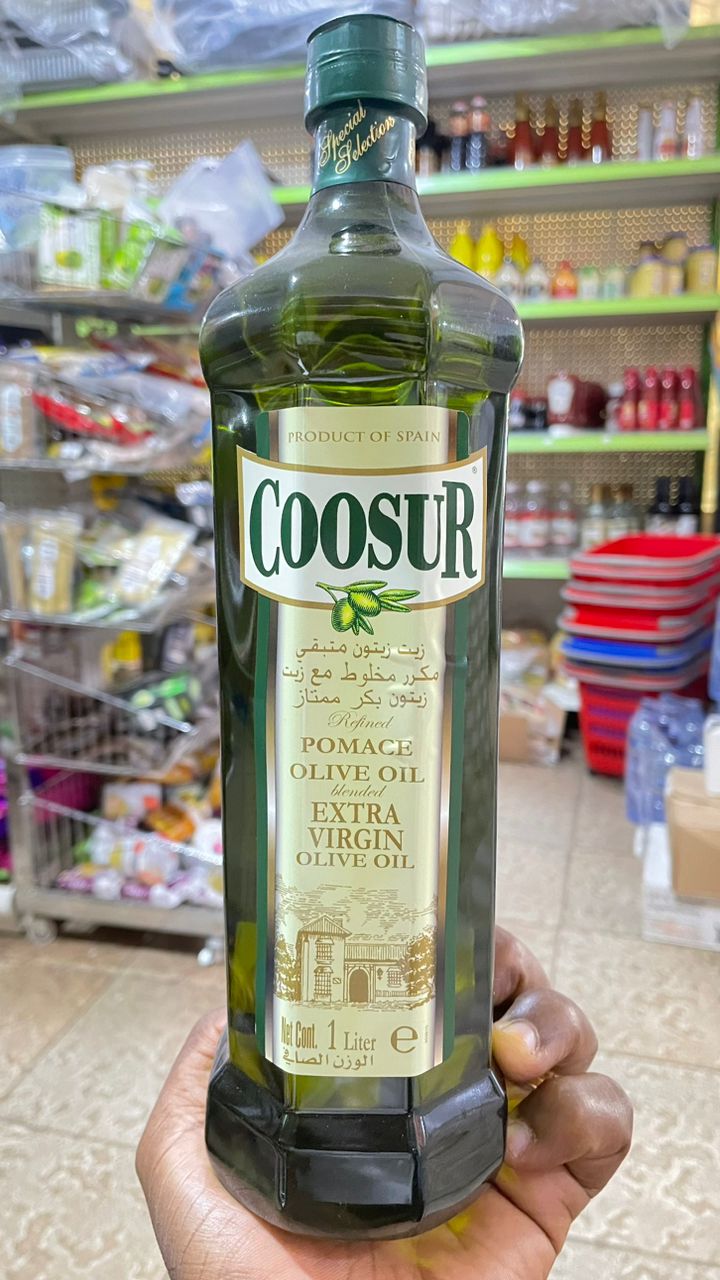 Special
Selection
PRODUCT OF SPAIN
COOSUR®
زيت زيتون متبقي
مكرر مخلوط مع زيت
زيتون بكر ممتاز
Refined
POMACE
OLIVE OIL
blended
EXTRA
VIRGIN
OLIVE OIL
Net Cont. 1 Liter e
الوزن الصافي